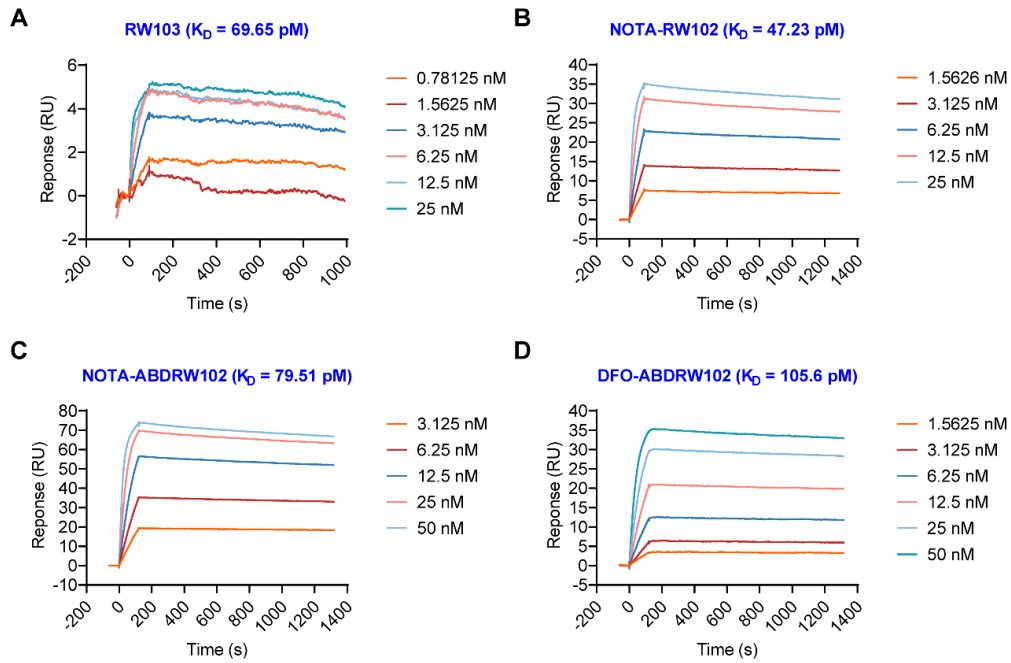 A
RW103 (KD = 69.65 pM)
Reponse (RU)
6
4
2
0
-2
-200
0
200
400
600
800
1000
Time (s)
0.78125 nM
1.5625 nM
3.125 nM
6.25 nM
12.5 nM
25 nM
B
NOTA-RW102 (KD = 47.23 pM)
Reponse (RU)
40
35
30
25
20
15
10
5
0
5
-200
0
200
400
600
800
1000
1200
1400
Time (s)
1.5626 nM
3.125 nM
6.25 nM
12.5 nM
25 nM
C
NOTA-ABDRW102 (KD = 79.51 pM)
Reponse (RU)
80
70
60
50
40
30
20
10
0
-10
-200
0
200
400
600
800
1000
1200
1400
Time (s)
3.125 nM
6.25 nM
12.5 nM
25 nM
50 nM
D
DFO-ABDRW102 (KD = 105.6 pM)
Reponse (RU)
40
35
30
25
20
15
10
5
0
5
-200
0
200
400
600
800
1000
1200
1400
Time (s)
1.5625 nM
3.125 nM
6.25 nM
12.5 nM
25 nM
50 nM